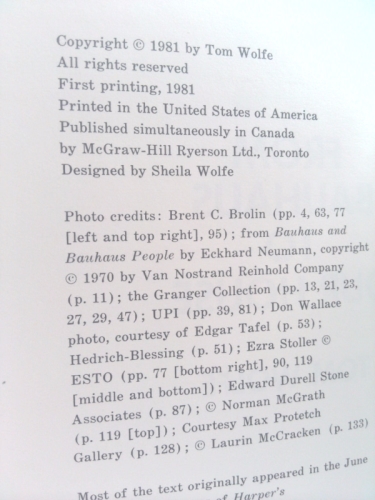 Copyright © 1981 by Tom Wolfe
All rights reserved
First printing, 1981
Printed in the United States of America
Published simultaneously in Canada
by McGraw-Hill Ryerson Ltd., Toronto
Designed by Sheila Wolfe
Photo credits: Brent C. Brolin (pp. 4, 63, 77
[left and top right], 95); from Bauhaus and
Bauhaus People by Eckhard Neumann, copyright
© 1970 by Van Nostrand Reinhold Company
(p. 11); the Granger Collection (pp. 13, 21, 23,
27, 29, 47); UPI (pp. 39, 81); Don Wallace
photo, courtesy of Edgar Tafel (p. 53);
Hedrich-Blessing (p. 51); Ezra Stoller ©
ESTO (pp. 77 [bottom right], 90, 119
[middle and bottom]); Edward Durell Stone
Associates (p. 87); © Norman McGrath
(p. 119 [top]); Courtesy Max Protetch
Gallery (p. 128); © Laurin McCracken (p. 133)
Most of the text originally appeared in the June
of Harper's